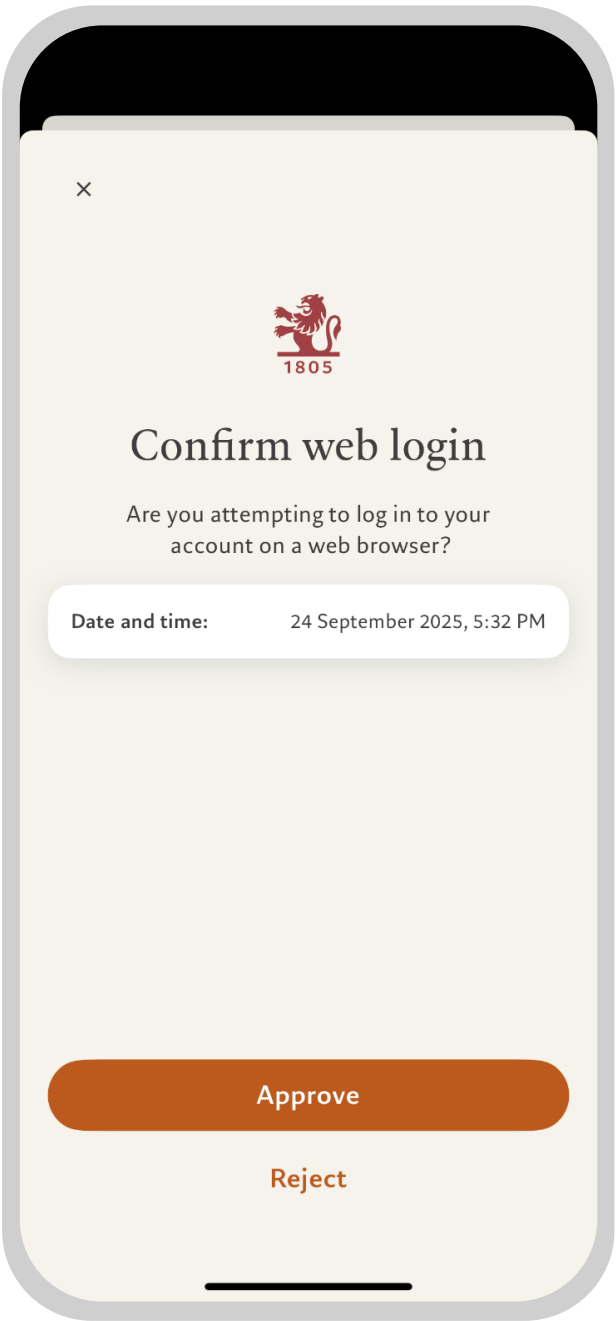 1805
Confirm web login
Are you attempting to log in to your
account on a web browser?
Date and time: 24 September 2025, 5:32 PM
Approve
Reject